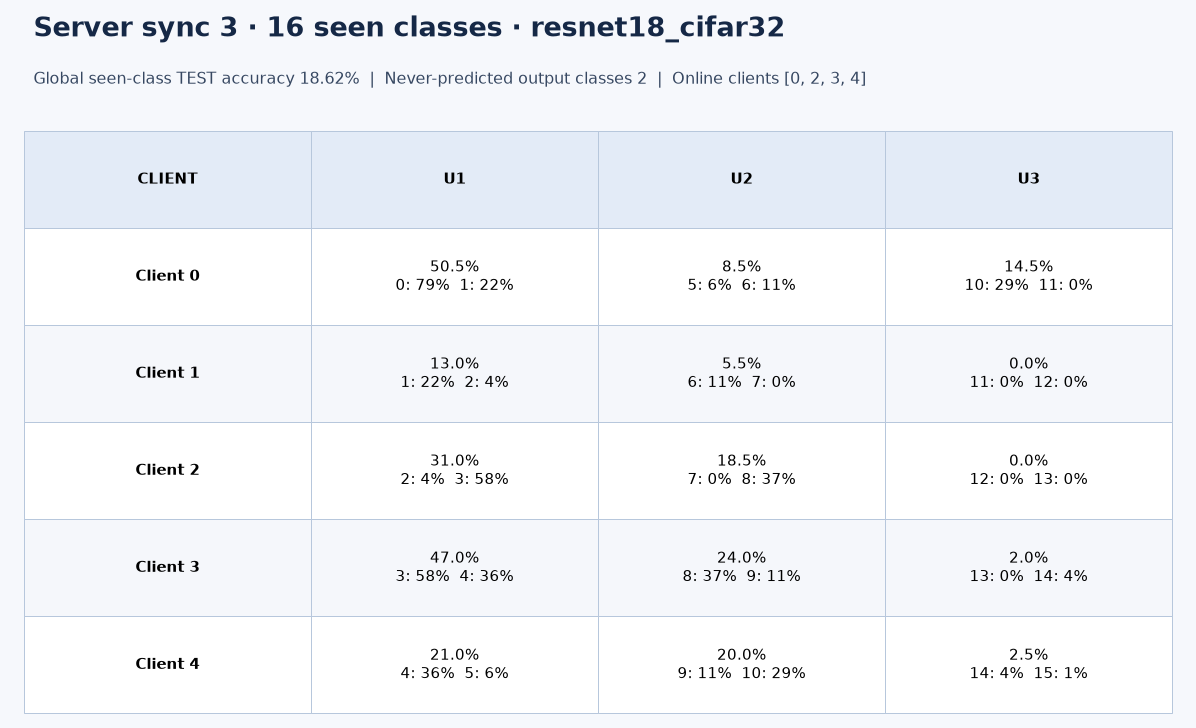 Server sync 3 · 16 seen classes · resnet18_cifar32
Global seen-class TEST accuracy 18.62% | Never-predicted output classes 2 | Online clients [0, 2, 3, 4]
CLIENT U1 U2 U3
Client 0
50.5%
0: 79% 1: 22%
8.5%
5: 6% 6: 11%
14.5%
10: 29% 11: 0%
Client 1
13.0%
1: 22% 2: 4%
5.5%
6: 11% 7: 0%
0.0%
11: 0% 12: 0%
Client 2
31.0%
2: 4% 3: 58%
18.5%
7: 0% 8: 37%
0.0%
12: 0% 13: 0%
Client 3
47.0%
3: 58% 4: 36%
24.0%
8: 37% 9: 11%
2.0%
13: 0% 14: 4%
Client 4
21.0%
4: 36% 5: 6%
20.0%
9: 11% 10: 29%
2.5%
14: 4% 15: 1%